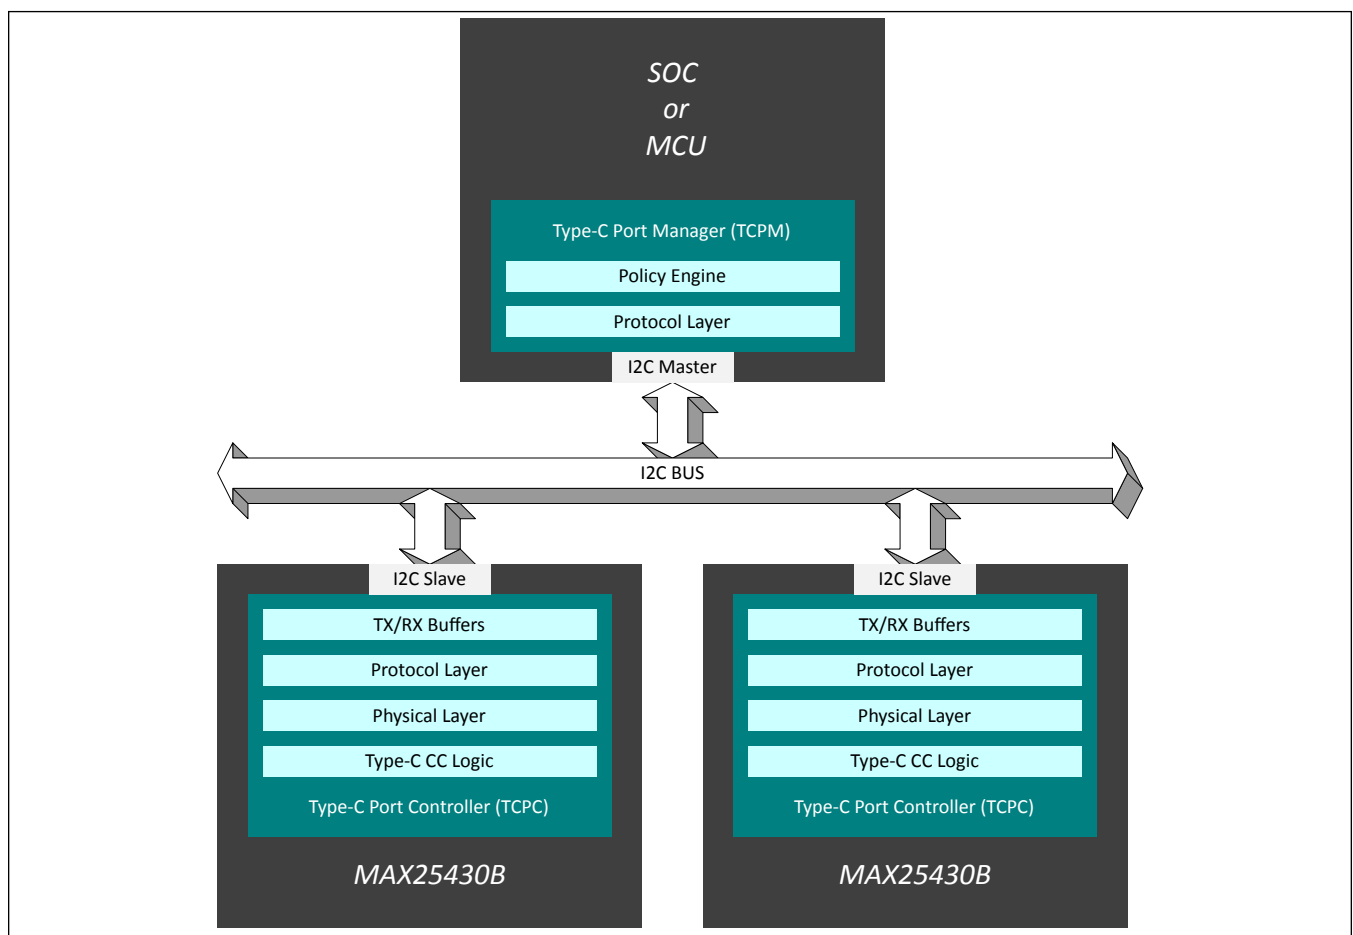 SOC
or
MCU
Type-C Port Manager (TCPM)
Policy Engine
Protocol Layer
I2C Master
I2C BUS
I2C Slave
TX/RX Buffers
Protocol Layer
Physical Layer
Type-C CC Logic
Type-C Port Controller (TCPC)
MAX25430B
I2C Slave
TX/RX Buffers
Protocol Layer
Physical Layer
Type-C CC Logic
Type-C Port Controller (TCPC)
MAX25430B